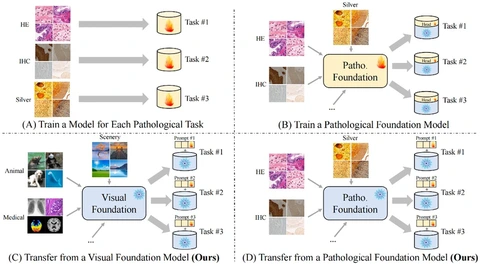 HE
Task #1
IHC
Task #2
Silver
Task #3
(A) Train a Model for Each Pathological Task
Silver
HE
Head
Task #1
Patho.
Foundation
Head
Task #2
IHC
Head
Task #3
...
(B) Train a Pathological Foundation Model
Scenery
Prompt #1
Animal
Task #1
Visual
Foundation
Prompt #2
Task #2
Medical
Prompt #3
Task #3
...
(C) Transfer from a Visual Foundation Model (Ours)
Silver
Prompt #1
HE
Task #1
Patho.
Foundation
Prompt #2
Task #2
IHC
Prompt #3
Task #3
...
(D) Transfer from a Pathological Foundation Model (Ours)